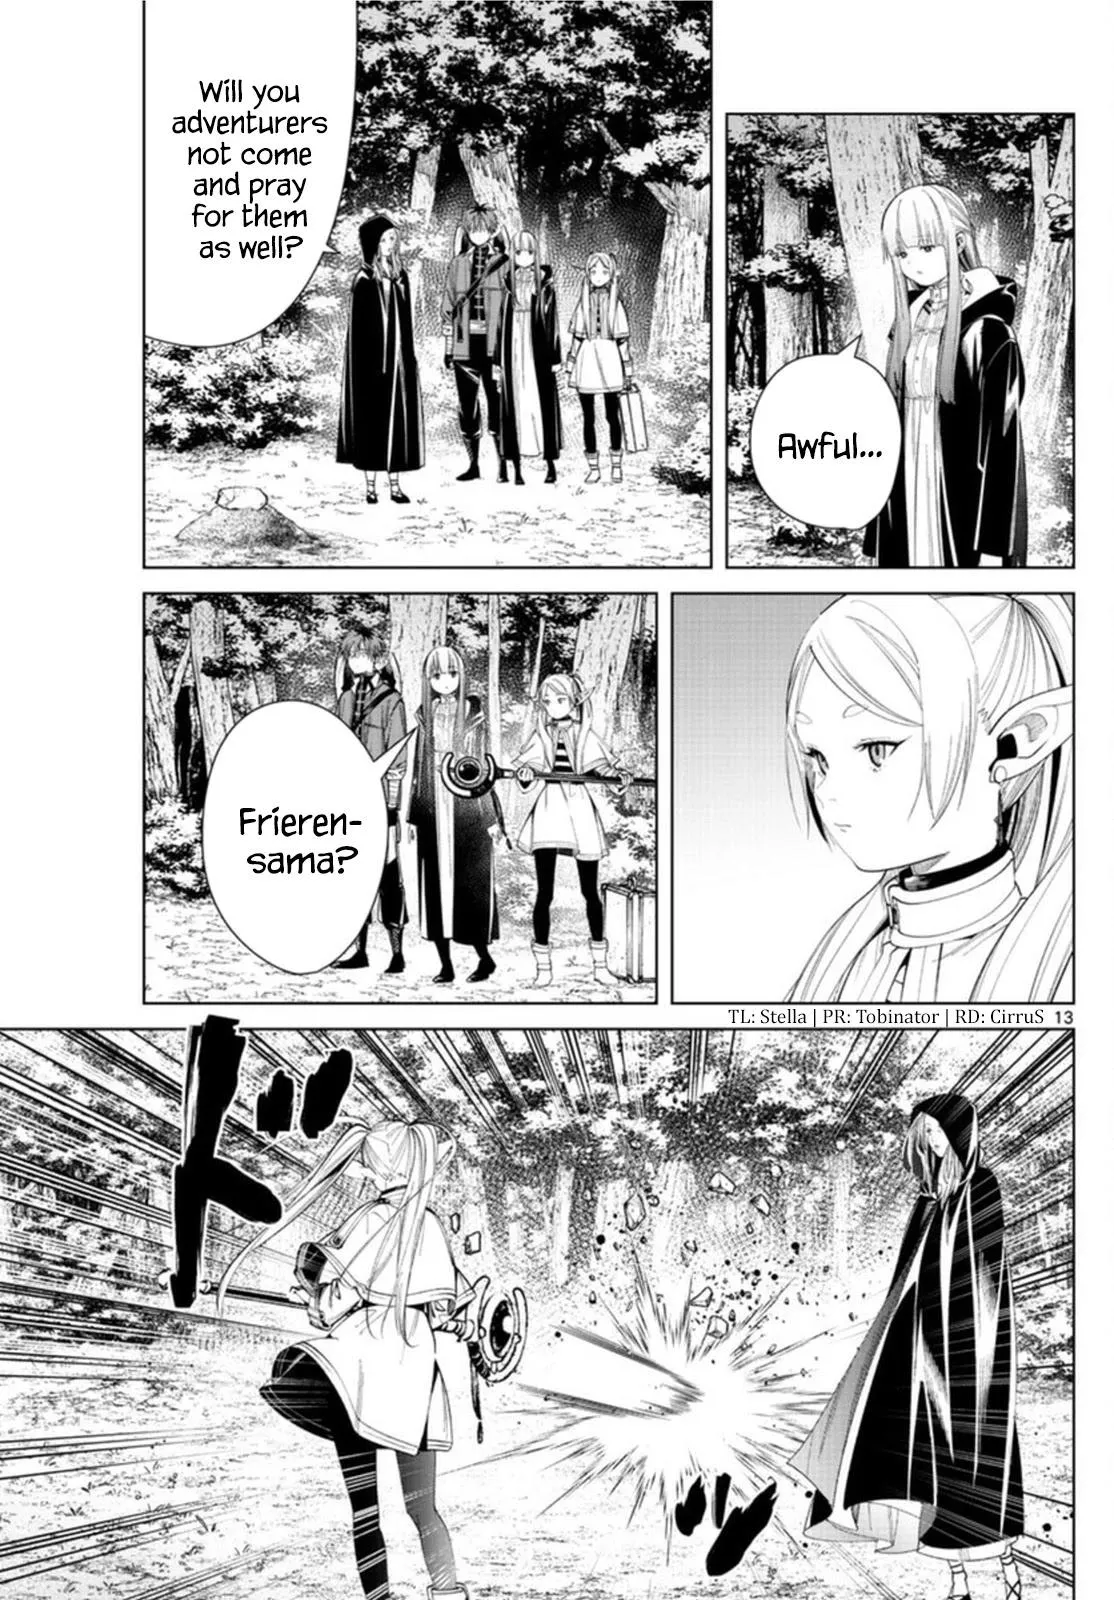 Awful...
Will you
adventurers
not come
and pray
for them
as well?
Frieren-
sama?
TL: Stella | PR: Tobinator | RD: CirruS 13
ドッ